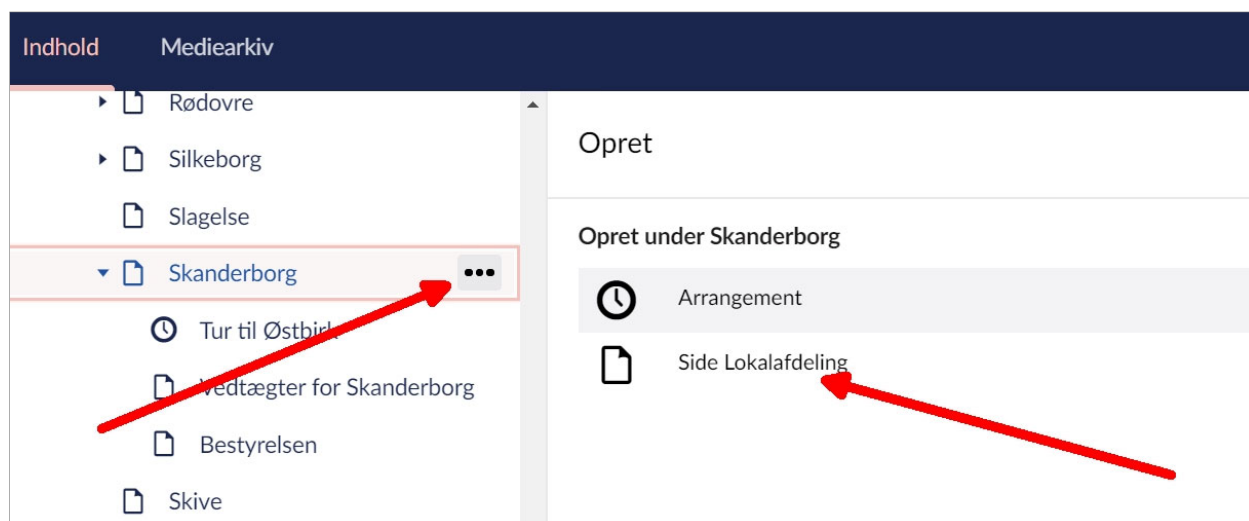 Indhold Mediearkiv
Rødovre
Silkeborg
Slagelse
Skanderborg
Tur til Østbirk
Vedtægter for Skanderborg
Bestyrelsen
Skive
Opret
Opret under Skanderborg
Arrangement
Side Lokalafdeling